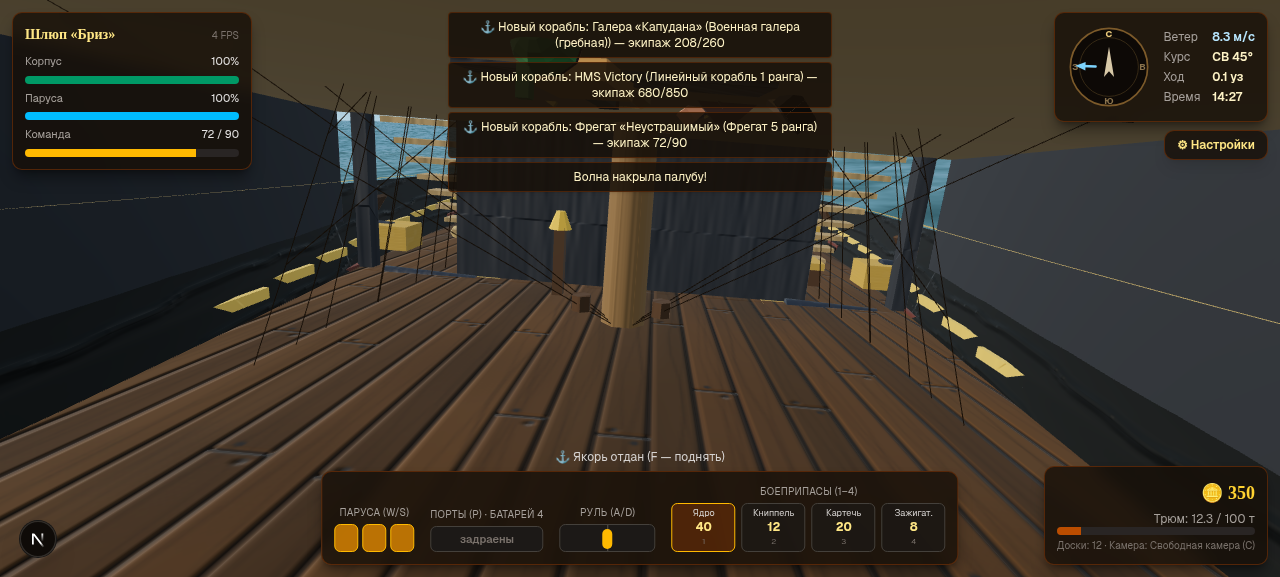 Шлюп «Бриз»
4 FPS
Корпус
100%
Паруса
100%
Команда
72 / 90
⚓ Новый корабль: Галера «Капудана» (Военная галера
(гребная)) — экипаж 208/260
⚓ Новый корабль: HMS Victory (Линейный корабль 1 ранга) —
экипаж 680/850
⚓ Новый корабль: Фрегат «Неустрашимый» (Фрегат 5 ранга)
— экипаж 72/90
Волна накрыла палубу!
С
З
В
Ю
Ветер
8.3 м/с
Курс
СВ 45°
Ход
0.1 уз
Время
14:27
⚙ Настройки
⚓ Якорь отдан (F — поднять)
ПАРУСА (W/S)
ПОРТЫ (P) · БАТАРЕЙ 4
задраены
РУЛЬ (A/D)
БОЕПРИПАСЫ (1–4)
Ядро
40
1
Книппель
12
2
Картечь
20
3
Зажигат.
8
4
🪙 350
Трюм: 12.3 / 100 т
Доски: 12 · Камера: Свободная камера (C)
N